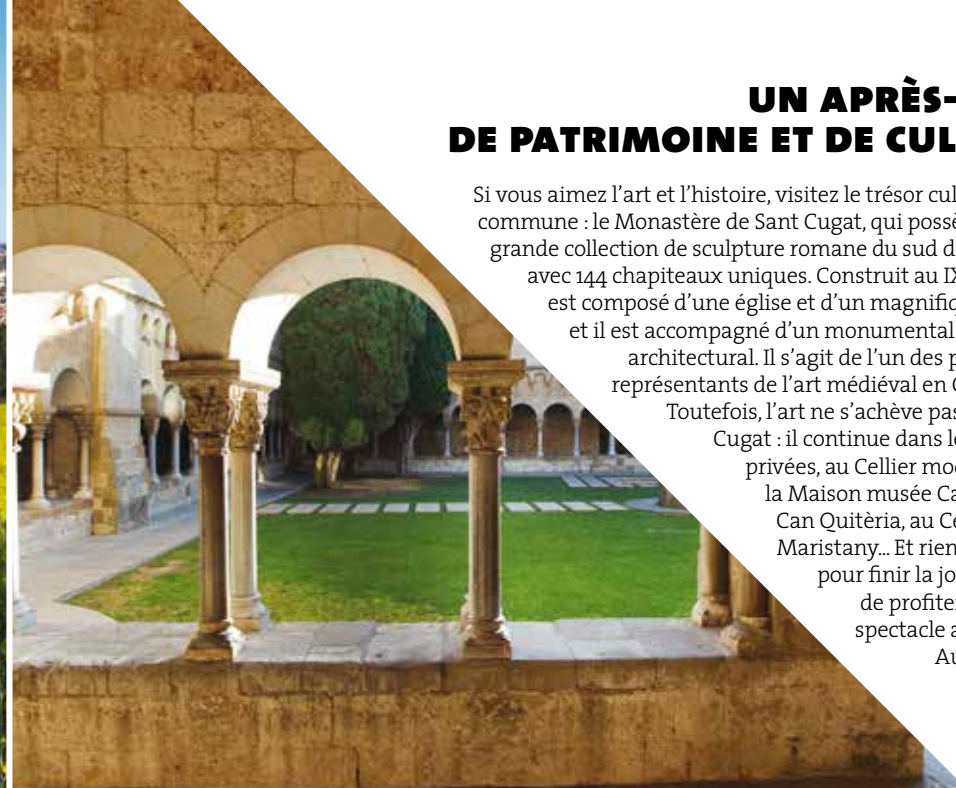 UN APRÈS-
DE PATRIMOINE ET DE CUL
Si vous aimez l’art et l’histoire, visitez le trésor cul
commune : le Monastère de Sant Cugat, qui possè
grande collection de sculpture romane du sud d
avec 144 chapiteaux uniques. Construit au IX
est composé d’une église et d’un magnifiq
et il est accompagné d’un monumental
architectural. Il s’agit de l’un des p
représentants de l’art médiéval en C
Toutefois, l’art ne s’achève pas
Cugat : il continue dans le
privées, au Cellier mod
la Maison musée Ca
Can Quitèria, au Ce
Maristany... Et rien
pour finir la jo
de profite
spectacle a
Au